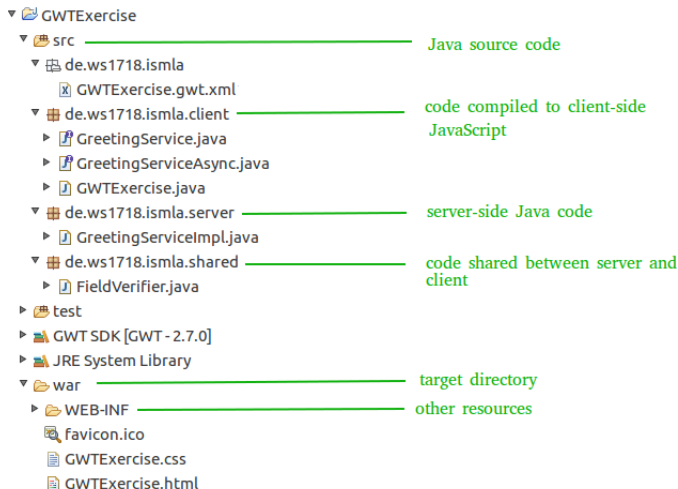 GWTExercise
src
Java source code
de.ws1718.ismla
GWTExercise.gwt.xml
de.ws1718.ismla.client
code compiled to client-side
JavaScript
GreetingService.java
GreetingServiceAsync.java
GWTExercise.java
de.ws1718.ismla.server
server-side Java code
GreetingServiceImpl.java
de.ws1718.ismla.shared
code shared between server and
client
FieldVerifier.java
test
GWT SDK [GWT - 2.7.0]
JRE System Library
war
target directory
WEB-INF
other resources
favicon.ico
GWTExercise.css
GWTExercise.html